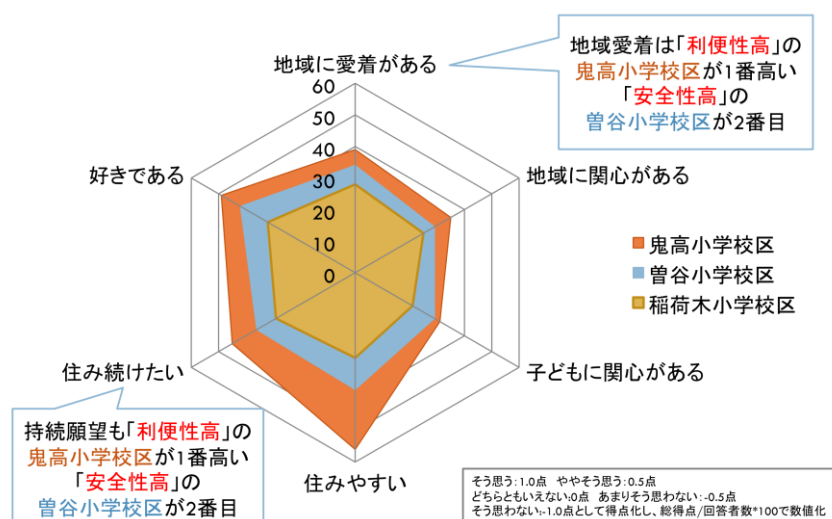 地域に愛着がある
地域愛着は「利便性高」の
鬼高小学校区が1番高い
「安全性高」の
曽谷小学校区が2番目
60
50
40
30
20
10
0
好きである
地域に関心がある
鬼高小学校区
曽谷小学校区
稲荷木小学校区
住み続けたい
子どもに関心がある
住みやすい
持続願望も「利便性高」の
鬼高小学校区が1番高い
「安全性高」の
曽谷小学校区が2番目
そう思う:1.0点 ややそう思う:0.5点
どちらともいえない:0点 あまりそう思わない:-0.5点
そう思わない:-1.0点として得点化し、総得点/回答者数*100で数値化